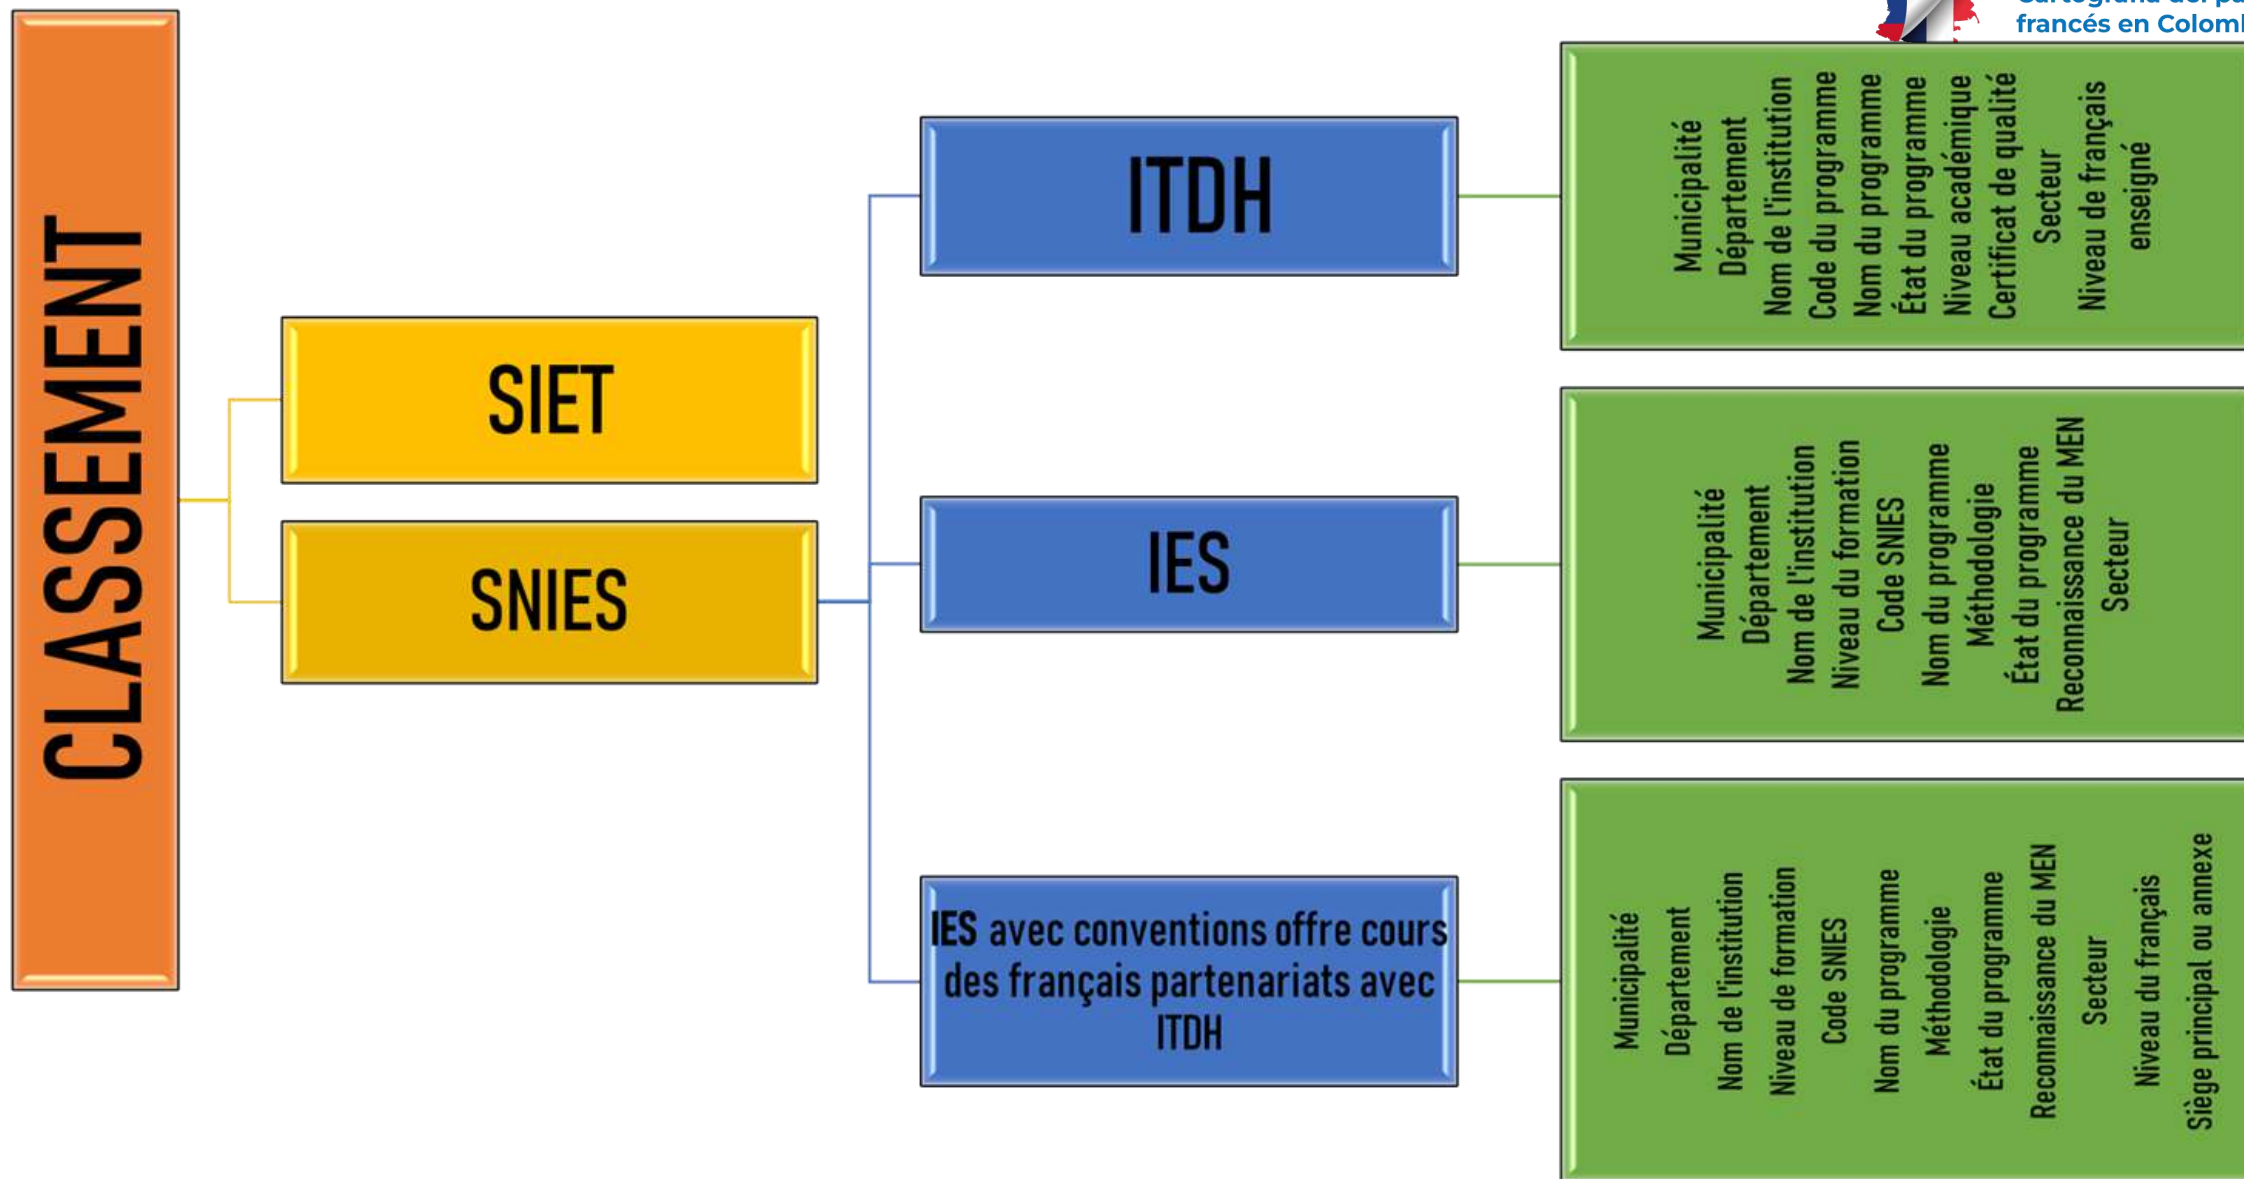 francés en Colom
CLASSEMENT
SIET
SNIES
ITDH
IES
IES avec conventions offre cours
des français partenariats avec
ITDH
Municipalité
Département
Nom de l'institution
Code du programme
Nom du programme
État du programme
Niveau académique
Certificat de qualité
Secteur
Niveau de français
enseigné
Municipalité
Département
Nom de l'institution
Niveau du formation
Code SNIES
Nom du programme
Méthodologie
État du programme
Reconnaissance du MEN
Secteur
Municipalité
Département
Nom de l'institution
Niveau de formation
Code SNIES
Nom du programme
Méthodologie
État du programme
Reconnaissance du MEN
Secteur
Niveau du français
Siège principal ou annexe